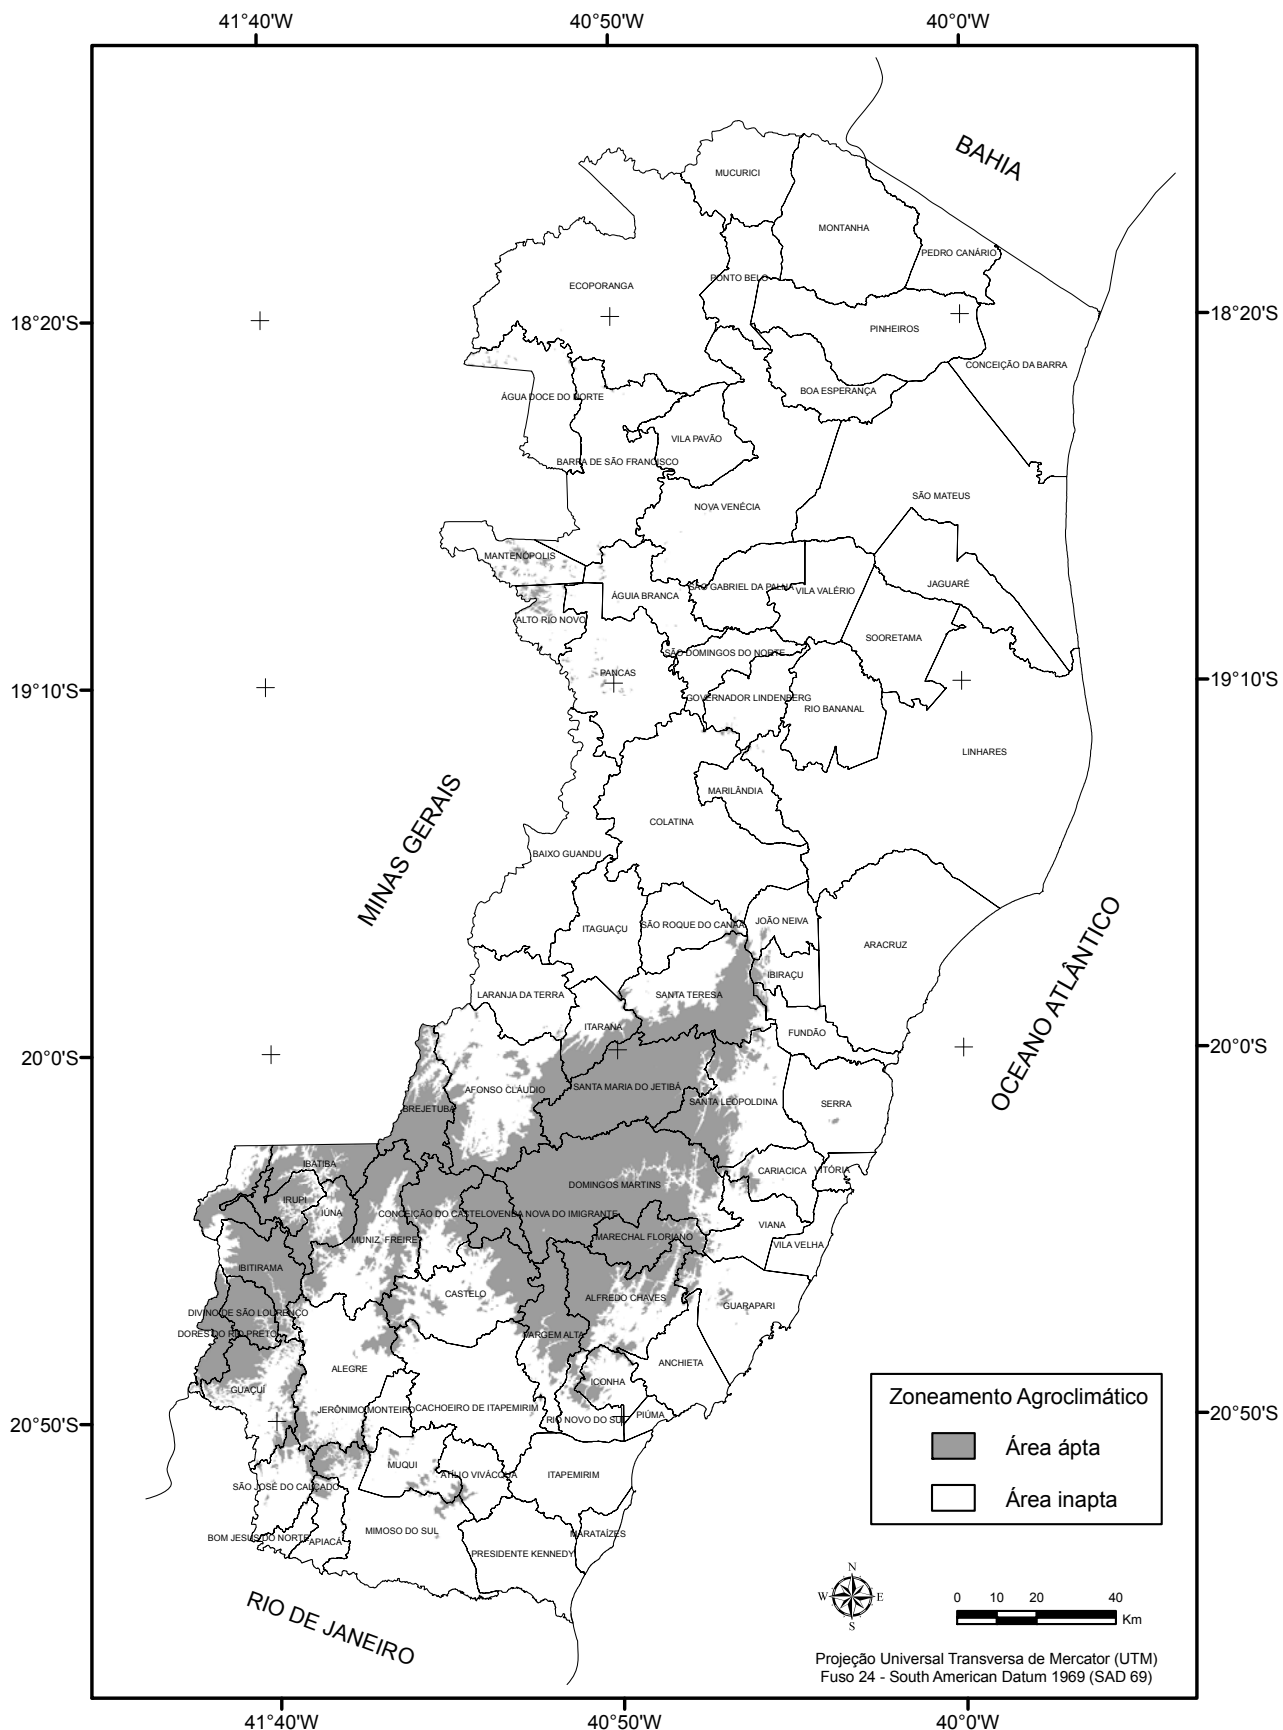 41°40'W
40°50'W
40°0'W
BAHIA
MUCURICI
MONTANHA
PEDRO CANÁRIO
PONTO BELO
ECOPORANGA
18°20'S
18°20'S
PINHEIROS
CONCEIÇÃO DA BARRA
BOA ESPERANÇA
ÁGUA DOCE DO NORTE
VILA PAVÃO
BARRA DE SÃO FRANCISCO
SÃO MATEUS
NOVA VENÉCIA
MANTENÓPOLIS
JAGUARÉ
SÃO GABRIEL DA PALHA
VILA VALÉRIO
ÁGUIA BRANCA
ALTO RIO NOVO
SOORETAMA
SÃO DOMINGOS DO NORTE
PANCAS
19°10'S
19°10'S
GOVERNADOR LINDENBERG
RIO BANANAL
LINHARES
MARILÂNDIA
MINAS GERAIS
COLATINA
BAIXO GUANDU
JOÃO NEIVA
SÃO ROQUE DO CANAÃ
ITAGUAÇU
ARACRUZ
OCEANO ATLÂNTICO
IBIRAÇU
LARANJA DA TERRA
SANTA TERESA
ITARANA
FUNDÃO
20°0'S
20°0'S
SANTA MARIA DO JETIBÁ
AFONSO CLÁUDIO
SANTA LEOPOLDINA
SERRA
BREJETUBA
IBATIBA
CARIACICA
VITÓRIA
DOMINGOS MARTINS
IRUPI
IÚNA
CONCEIÇÃO DO CASTELO
VENDA NOVA DO IMIGRANTE
VIANA
MUNIZ FREIRE
MARECHAL FLORIANO
VILA VELHA
IBITIRAMA
CASTELO
ALFREDO CHAVES
GUARAPARI
DIVINO DE SÃO LOURENÇO
DORES DO RIO PRETO
VARGEM ALTA
ANCHIETA
ALEGRE
ICONHA
GUAÇUÍ
JERÔNIMO MONTEIRO
CACHOEIRO DE ITAPEMIRIM
RIO NOVO DO SUL
PIÚMA
20°50'S
20°50'S
MUQUI
ATÍLIO VIVÁCQUA
ITAPEMIRIM
SÃO JOSÉ DO CALÇADO
BOM JESUS DO NORTE
APIACÁ
MIMOSO DO SUL
MARATAÍZES
PRESIDENTE KENNEDY
RIO DE JANEIRO
Zoneamento Agroclimático
Área ápta
Área inapta
N
W
E
S
0 10 20 40
Km
Projeção Universal Transversa de Mercator (UTM)
Fuso 24 - South American Datum 1969 (SAD 69)
41°40'W
40°50'W
40°0'W